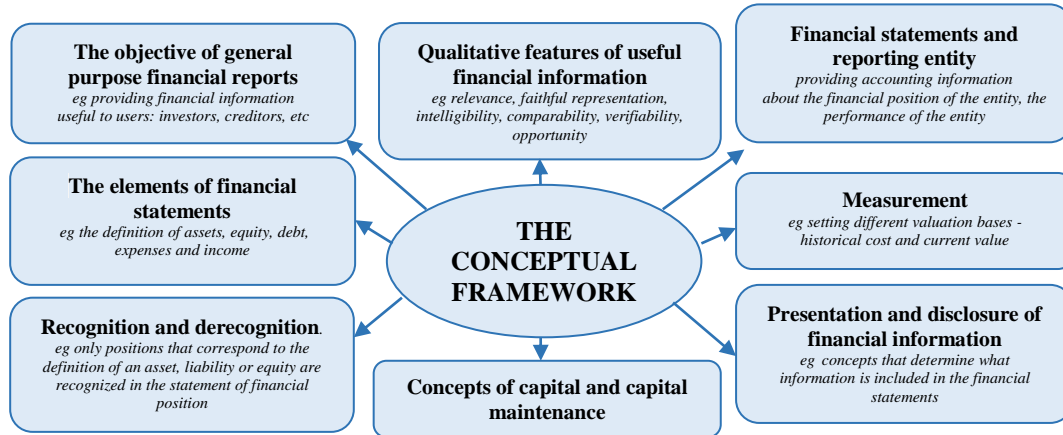 The objective of general
purpose financial reports
eg providing financial information
useful to users: investors, creditors, etc
Qualitative features of useful
financial information
eg relevance, faithful representation,
intelligibility, comparability, verifiability,
opportunity
Financial statements and
reporting entity
providing accounting information
about the financial position of the entity, the
performance of the entity
The elements of financial
statements
eg the definition of assets, equity, debt,
expenses and income
THE
CONCEPTUAL
FRAMEWORK
Measurement
eg setting different valuation bases -
historical cost and current value
Recognition and derecognition.
eg only positions that correspond to the
definition of an asset, liability or equity are
recognized in the statement of financial
position
Concepts of capital and capital
maintenance
Presentation and disclosure of
financial information
eg concepts that determine what
information is included in the financial
statements